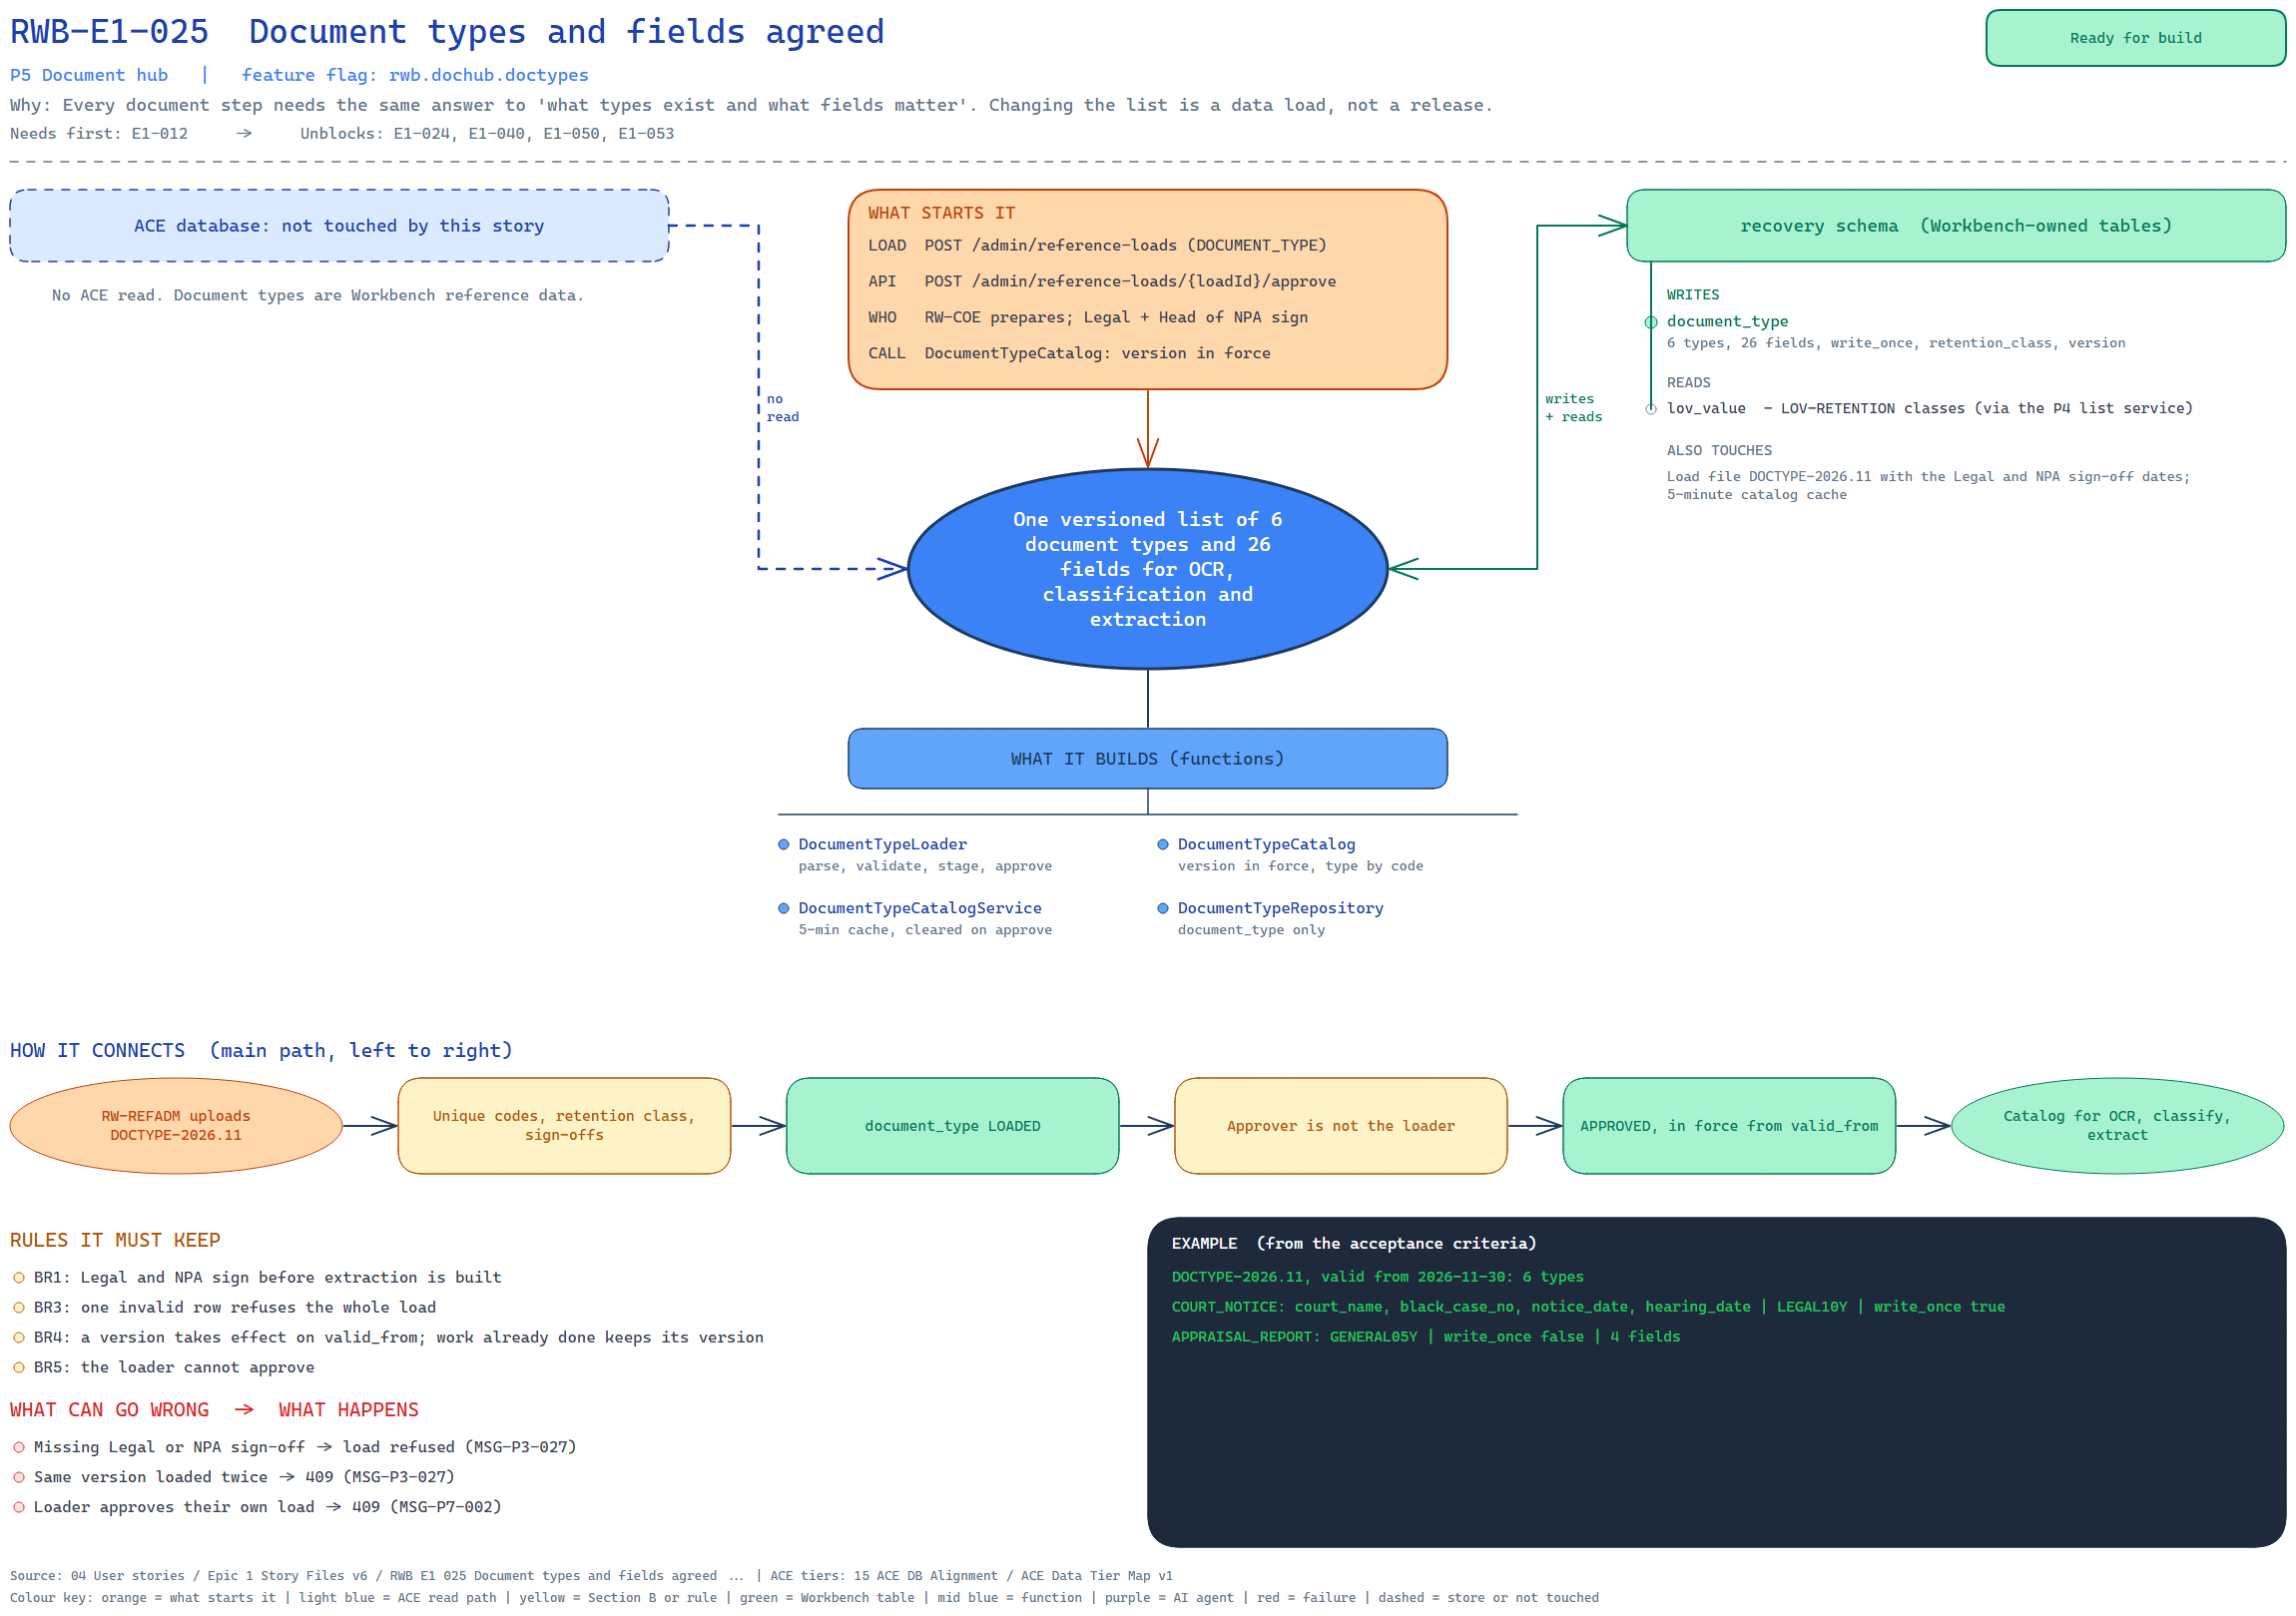 RWB-E1-025  Document types and fields agreed
Ready for build
P5 Document hub  |  feature flag: rwb.dochub.doctypes
Why: Every document step needs the same answer to 'what types exist and what fields matter'. Changing the list is a data load, not a release.
Needs first: E1-012  →  Unblocks: E1-024, E1-040, E1-050, E1-053
ACE database: not touched by this story
No ACE read. Document types are Workbench reference data.
no
read
WHAT STARTS IT
LOAD  POST /admin/reference-loads (DOCUMENT_TYPE)
API  POST /admin/reference-loads/{loadId}/approve
WHO  RW-COE prepares; Legal + Head of NPA sign
CALL  DocumentTypeCatalog: version in force
writes
+ reads
recovery schema  (Workbench-owned tables)
WRITES
document_type
6 types, 26 fields, write_once, retention_class, version
READS
lov_value  - LOV-RETENTION classes (via the P4 list service)
ALSO TOUCHES
Load file DOCTYPE-2026.11 with the Legal and NPA sign-off dates;
5-minute catalog cache
One versioned list of 6
document types and 26
fields for OCR,
classification and
extraction
WHAT IT BUILDS (functions)
DocumentTypeLoader
parse, validate, stage, approve
DocumentTypeCatalog
version in force, type by code
DocumentTypeCatalogService
5-min cache, cleared on approve
DocumentTypeRepository
document_type only
HOW IT CONNECTS  (main path, left to right)
RW-REFADM uploads
DOCTYPE-2026.11
Unique codes, retention class,
sign-offs
document_type LOADED
Approver is not the loader
APPROVED, in force from valid_from
Catalog for OCR, classify,
extract
RULES IT MUST KEEP
BR1: Legal and NPA sign before extraction is built
BR3: one invalid row refuses the whole load
BR4: a version takes effect on valid_from; work already done keeps its version
BR5: the loader cannot approve
WHAT CAN GO WRONG  →  WHAT HAPPENS
Missing Legal or NPA sign-off → load refused (MSG-P3-027)
Same version loaded twice → 409 (MSG-P3-027)
Loader approves their own load → 409 (MSG-P7-002)
EXAMPLE  (from the acceptance criteria)
DOCTYPE-2026.11, valid from 2026-11-30: 6 types
COURT_NOTICE: court_name, black_case_no, notice_date, hearing_date | LEGAL10Y | write_once true
APPRAISAL_REPORT: GENERAL05Y | write_once false | 4 fields
Source: 04 User stories / Epic 1 Story Files v6 / RWB E1 025 Document types and fields agreed ... | ACE tiers: 15 ACE DB Alignment / ACE Data Tier Map v1
Colour key: orange = what starts it | light blue = ACE read path | yellow = Section B or rule | green = Workbench table | mid blue = function | purple = AI agent | red = failure | dashed = store or not touched